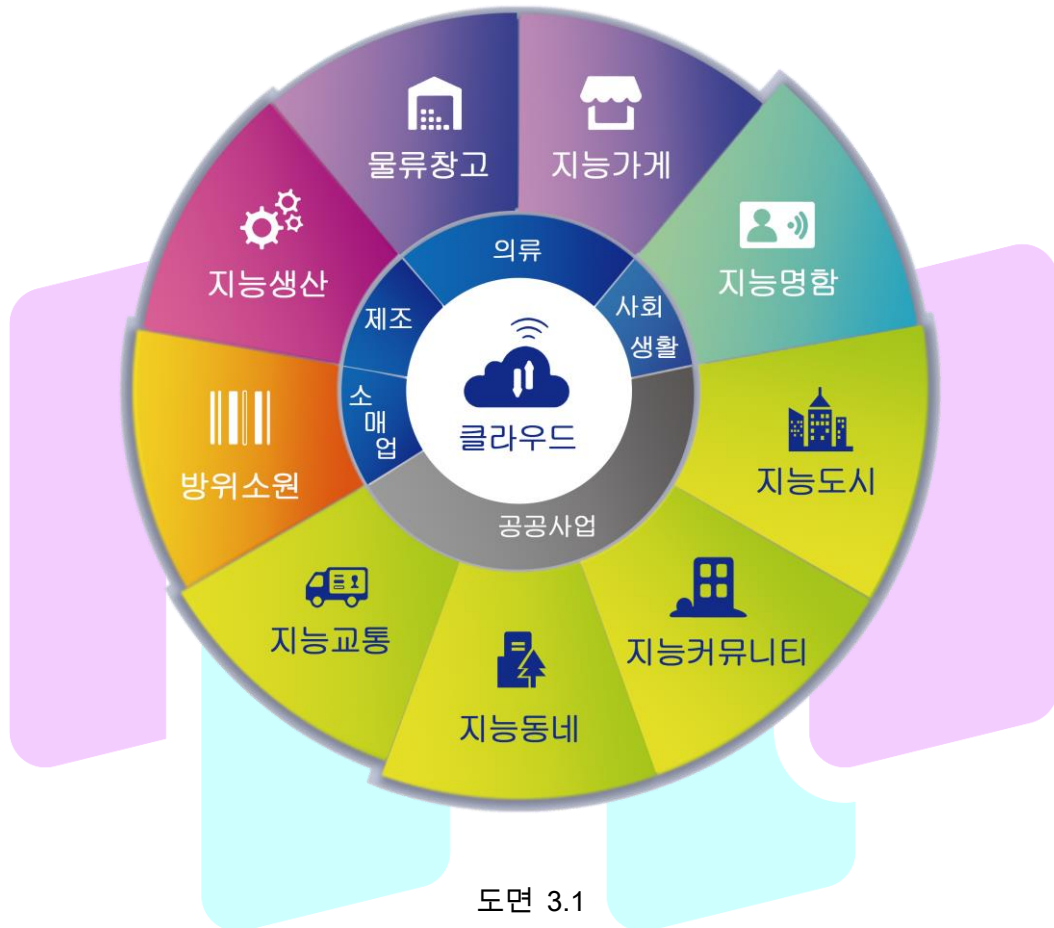 물류창고
지능가게
지능명함
지능도시
지능커뮤니티
지능동네
지능교통
방위소원
지능생산
의류
사회
생활
공공사업
소
매
업
제조
클라우드
도면 3.1